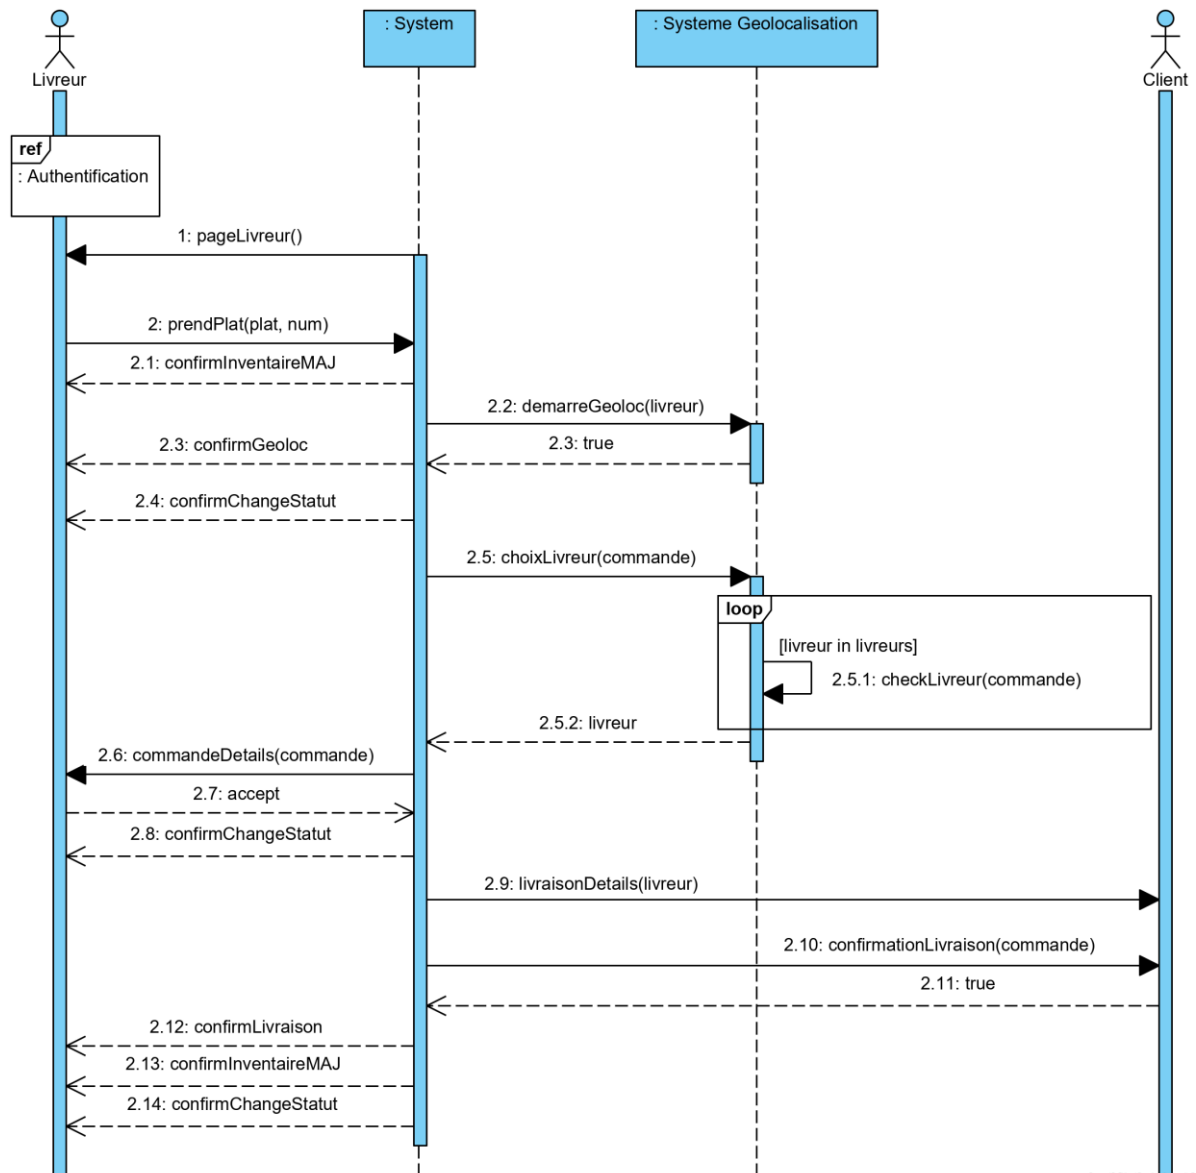 : System
: Systeme Geolocalisation
Livreur
Client
ref
: Authentification
1: pageLivreur()
2: prendPlat(plat, num)
2.1: confirmInventaireMAJ
2.2: demarreGeoloc(livreur)
2.3: confirmGeoloc
2.3: true
2.4: confirmChangeStatut
2.5: choixLivreur(commande)
loop
[livreur in livreurs]
2.5.1: checkLivreur(commande)
2.5.2: livreur
2.6: commandeDetails(commande)
2.7: accept
2.8: confirmChangeStatut
2.9: livraisonDetails(livreur)
2.10: confirmationLivraison(commande)
2.11: true
2.12: confirmLivraison
2.13: confirmInventaireMAJ
2.14: confirmChangeStatut